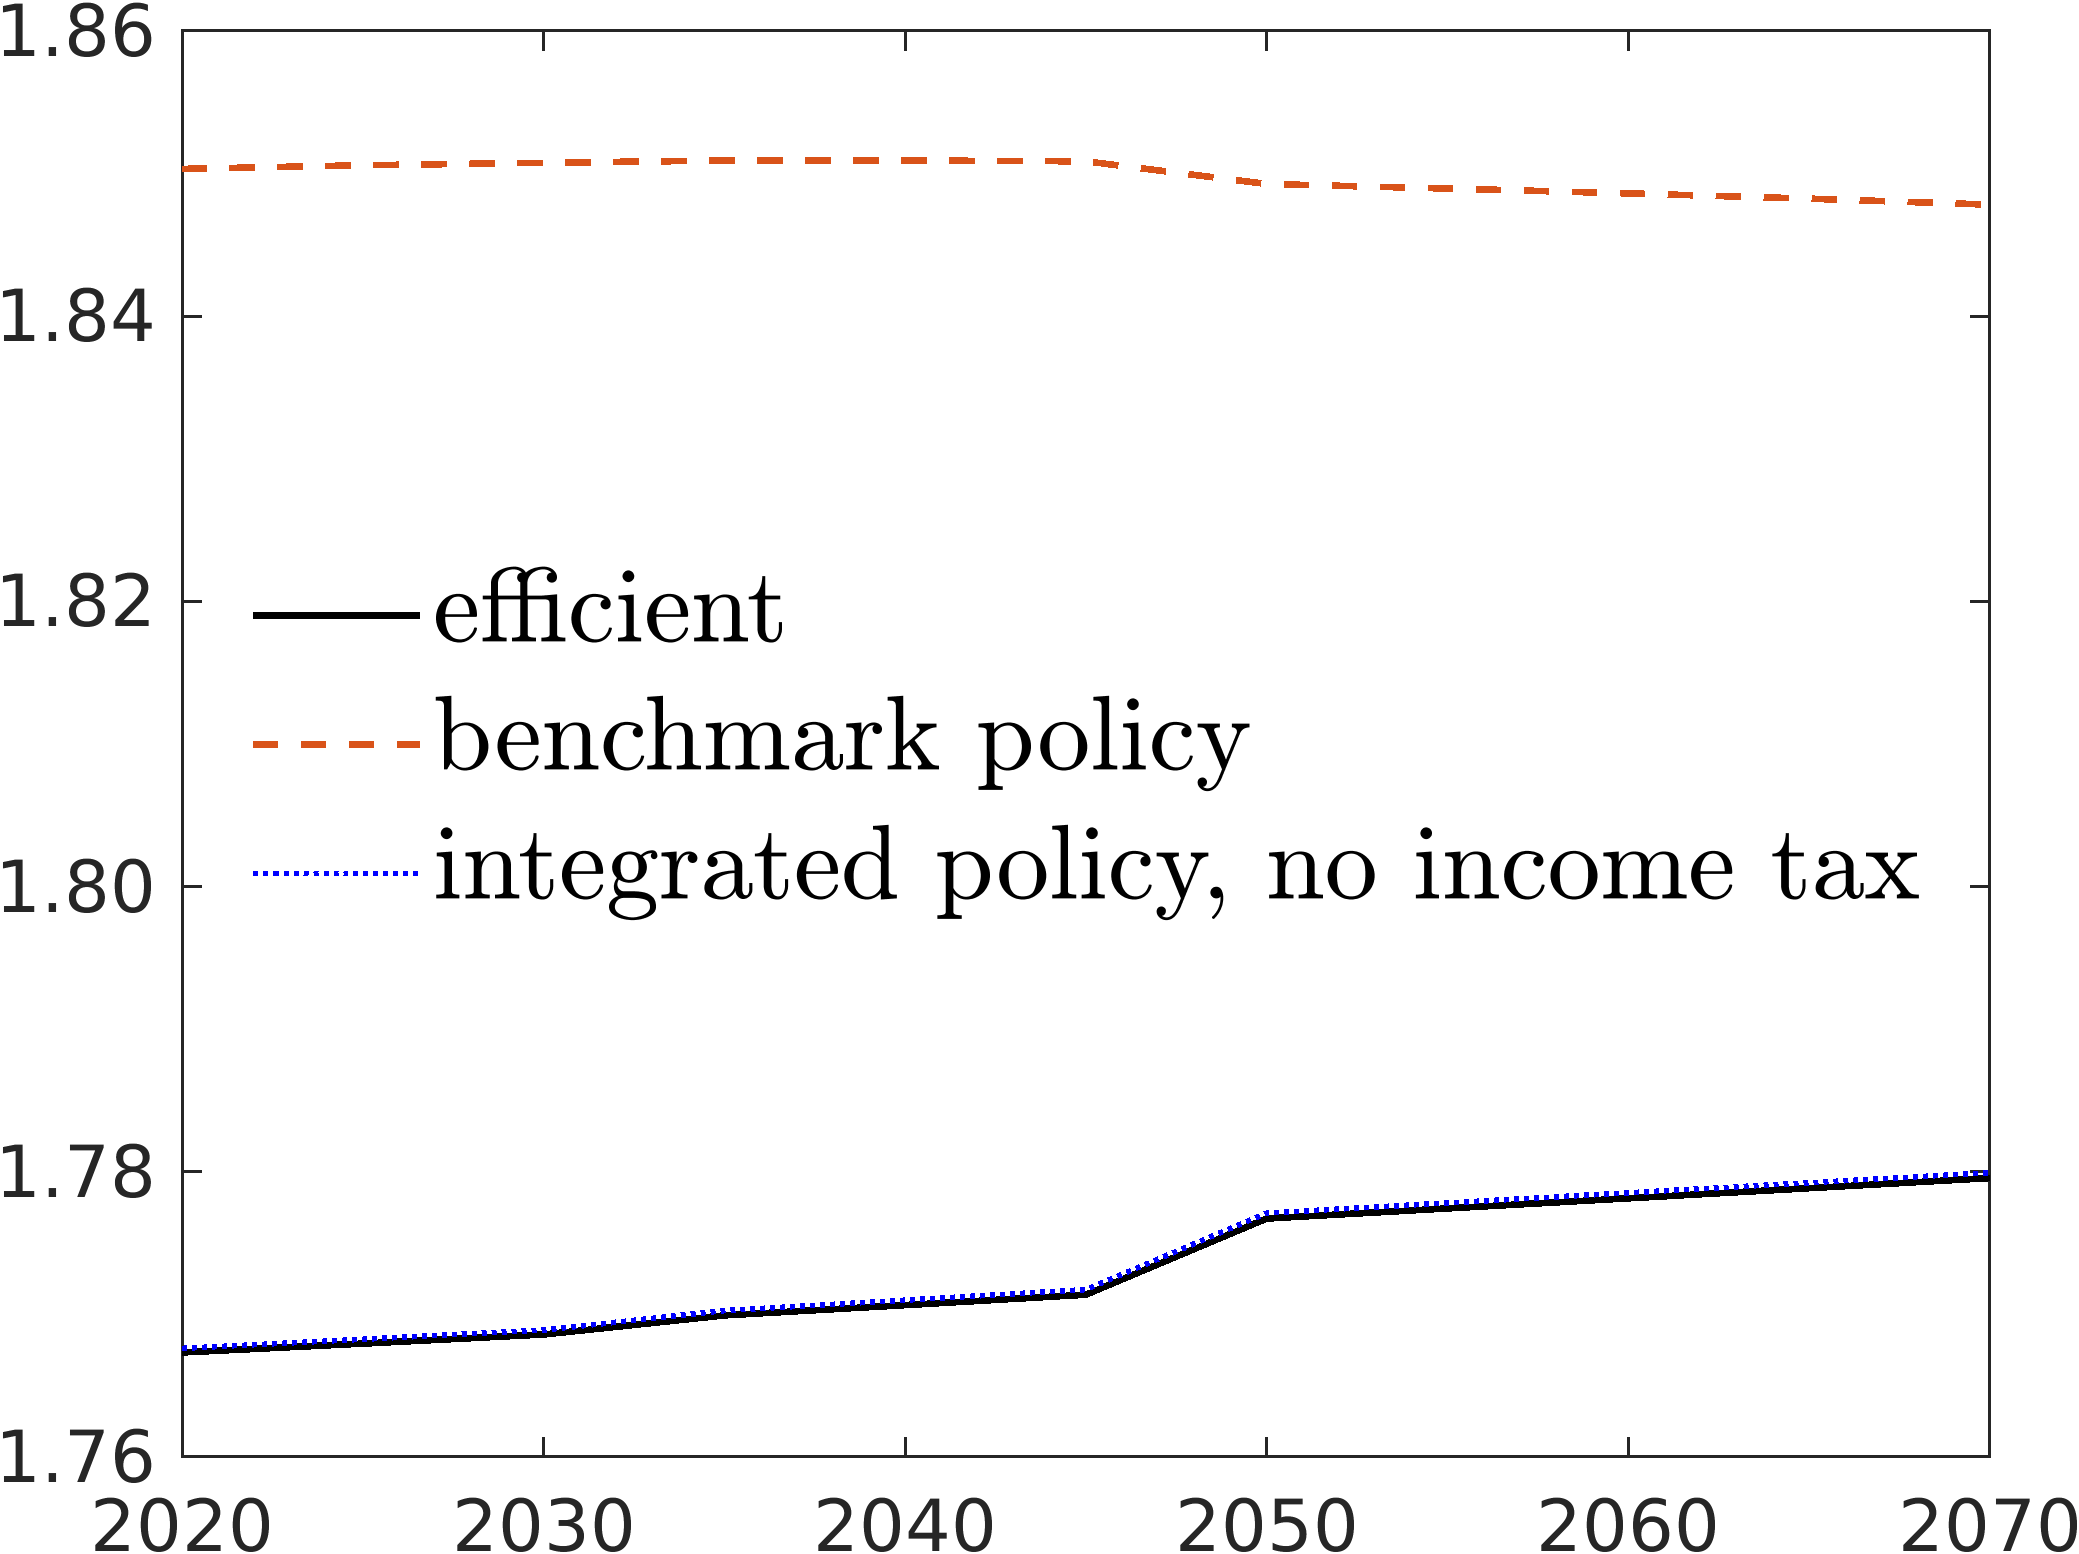 1.86
1.84
1.82
1.80
1.78
1.76
efficient
benchmark policy
integrated policy, no income tax
2020 2030 2040 2050 2060 2070